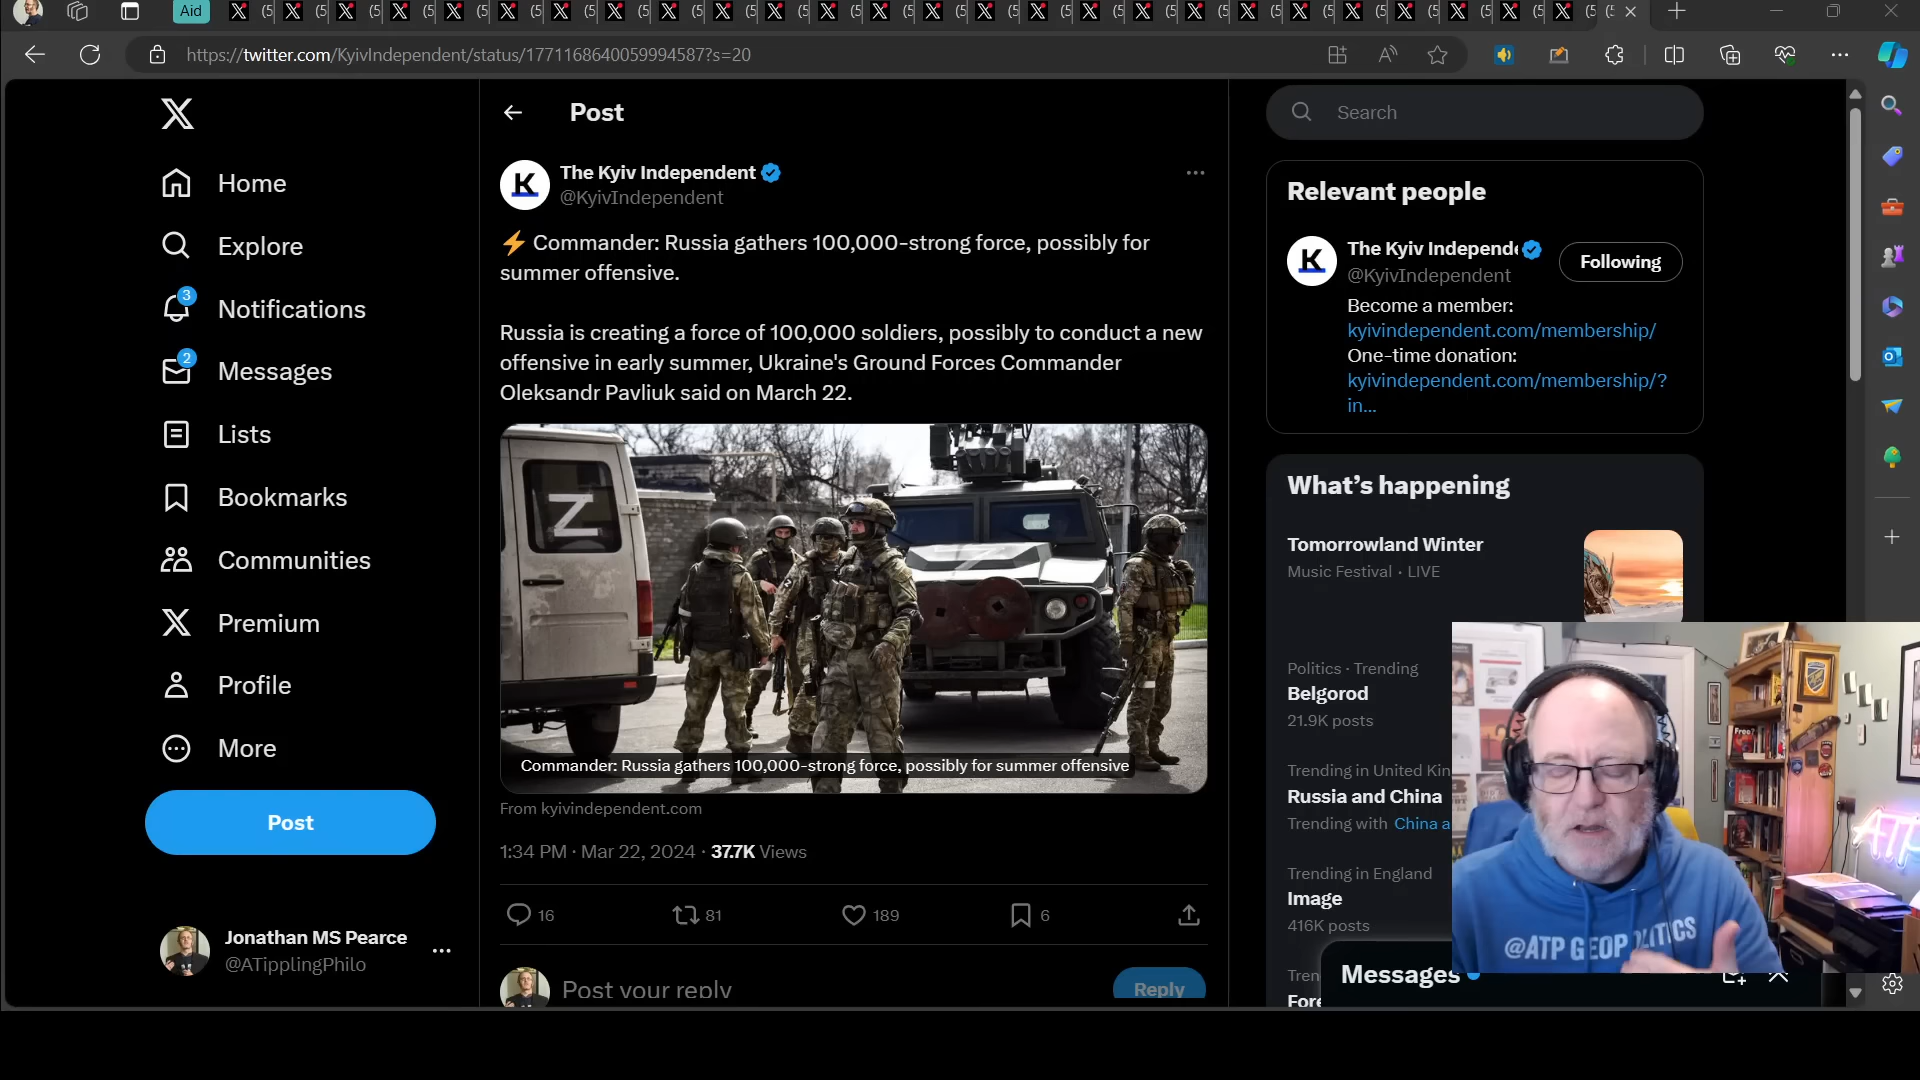 Aid
https://twitter.com/KyivIndependent/status/1771168640059994587?s=20
Home
Explore
3
Notifications
2
Messages
Lists
Bookmarks
Communities
Premium
Profile
More
Post
Jonathan MS Pearce
@ATipplingPhilo
Post
The Kyiv Independent
@KyivIndependent
⚡ Commander: Russia gathers 100,000-strong force, possibly for
summer offensive.
Russia is creating a force of 100,000 soldiers, possibly to conduct a new
offensive in early summer, Ukraine's Ground Forces Commander
Oleksandr Pavliuk said on March 22.
Z
Commander: Russia gathers 100,000-strong force, possibly for summer offensive
From kyivindependent.com
1:34 PM · Mar 22, 2024 · 37.7K Views
16
81
189
6
Post your reply
Reply
Search
Relevant people
The Kyiv Independe
@KyivIndependent
Following
Become a member:
kyivindependent.com/membership/
One-time donation:
kyivindependent.com/membership/?
in...
What's happening
Tomorrowland Winter
Music Festival · LIVE
Politics · Trending
Belgorod
21.9K posts
Trending in United Kin
Russia and China
Trending with China a
Trending in England
Image
416K posts
Tren
Fore
Messages
@ATP GEOPOLITICS
ATP